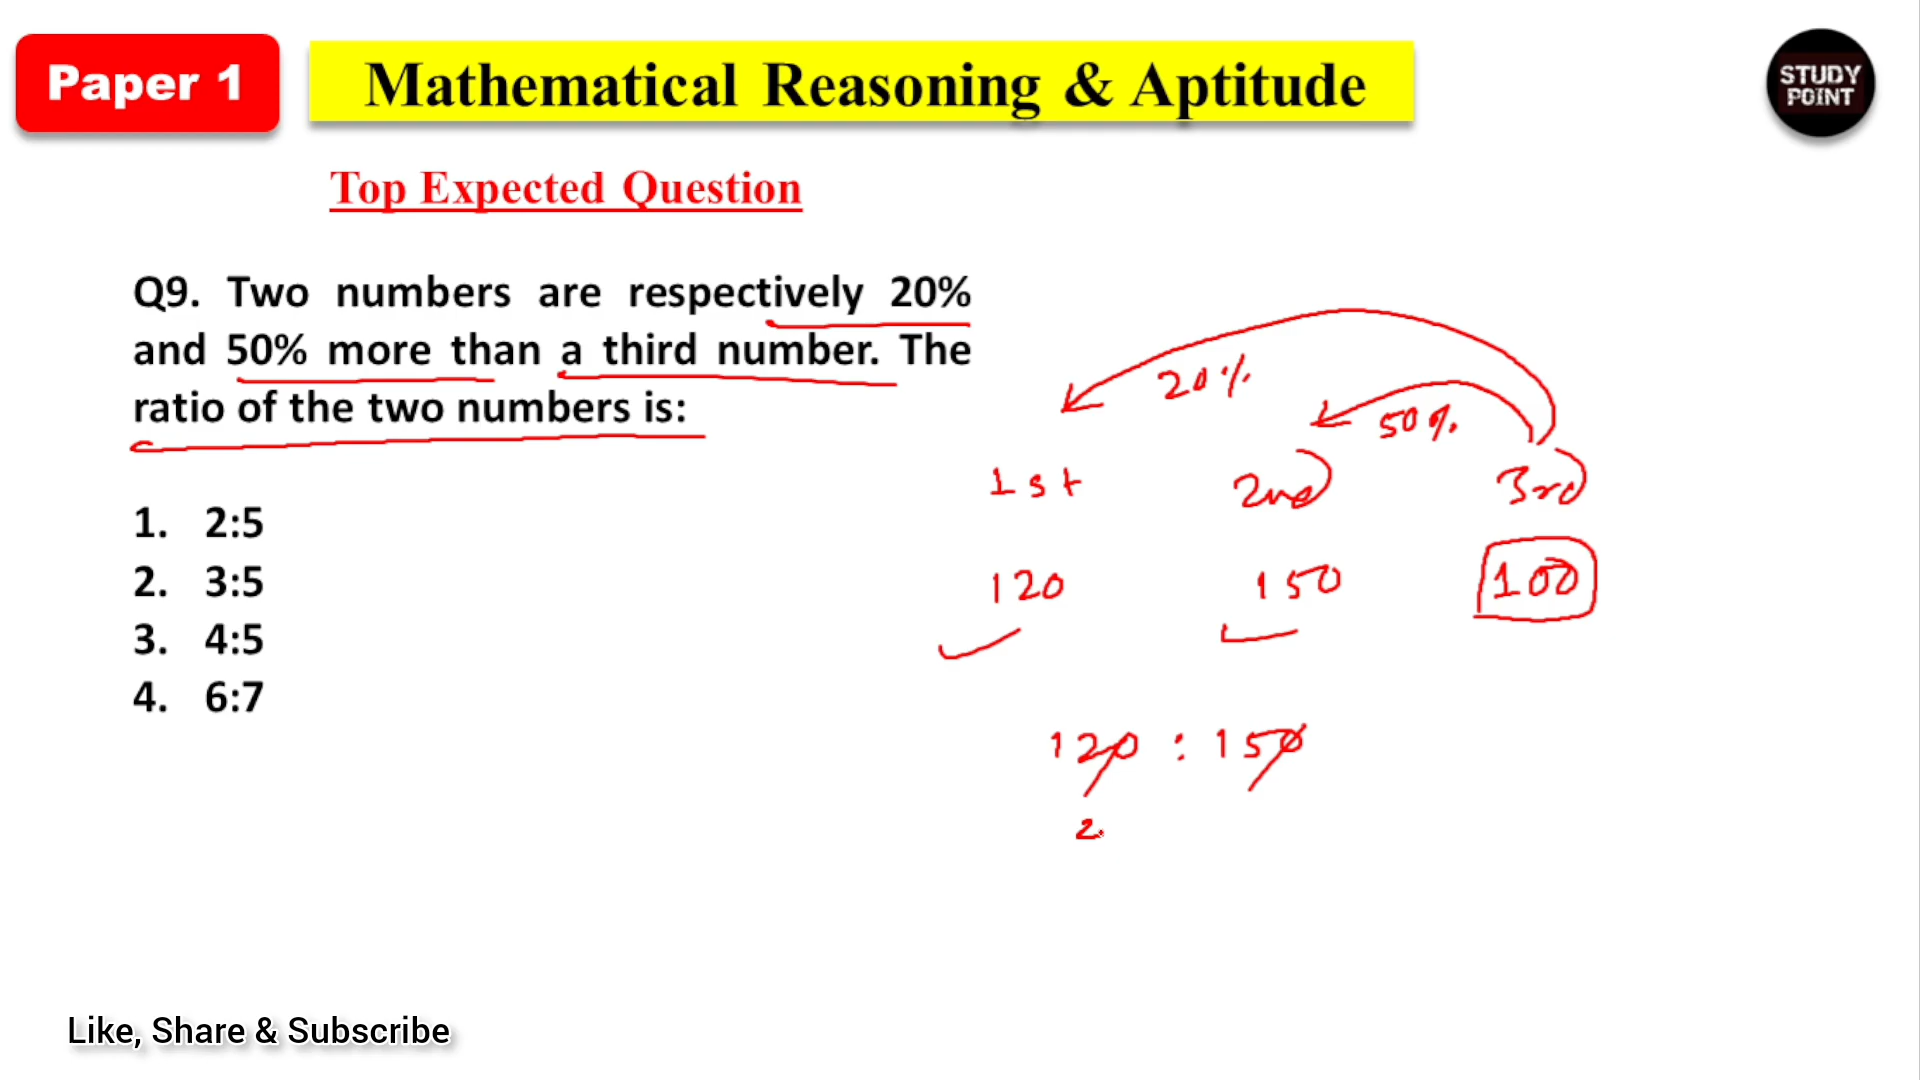 Paper 1
Mathematical Reasoning & Aptitude
STUDY
POINT
Top Expected Question
Q9. Two numbers are respectively 20%
and 50% more than a third number. The
ratio of the two numbers is:
1. 2:5
2. 3:5
3. 4:5
4. 6:7
20%
50%
1st 2nd 3rd
120 150 100
120 : 150
2
Like, Share & Subscribe